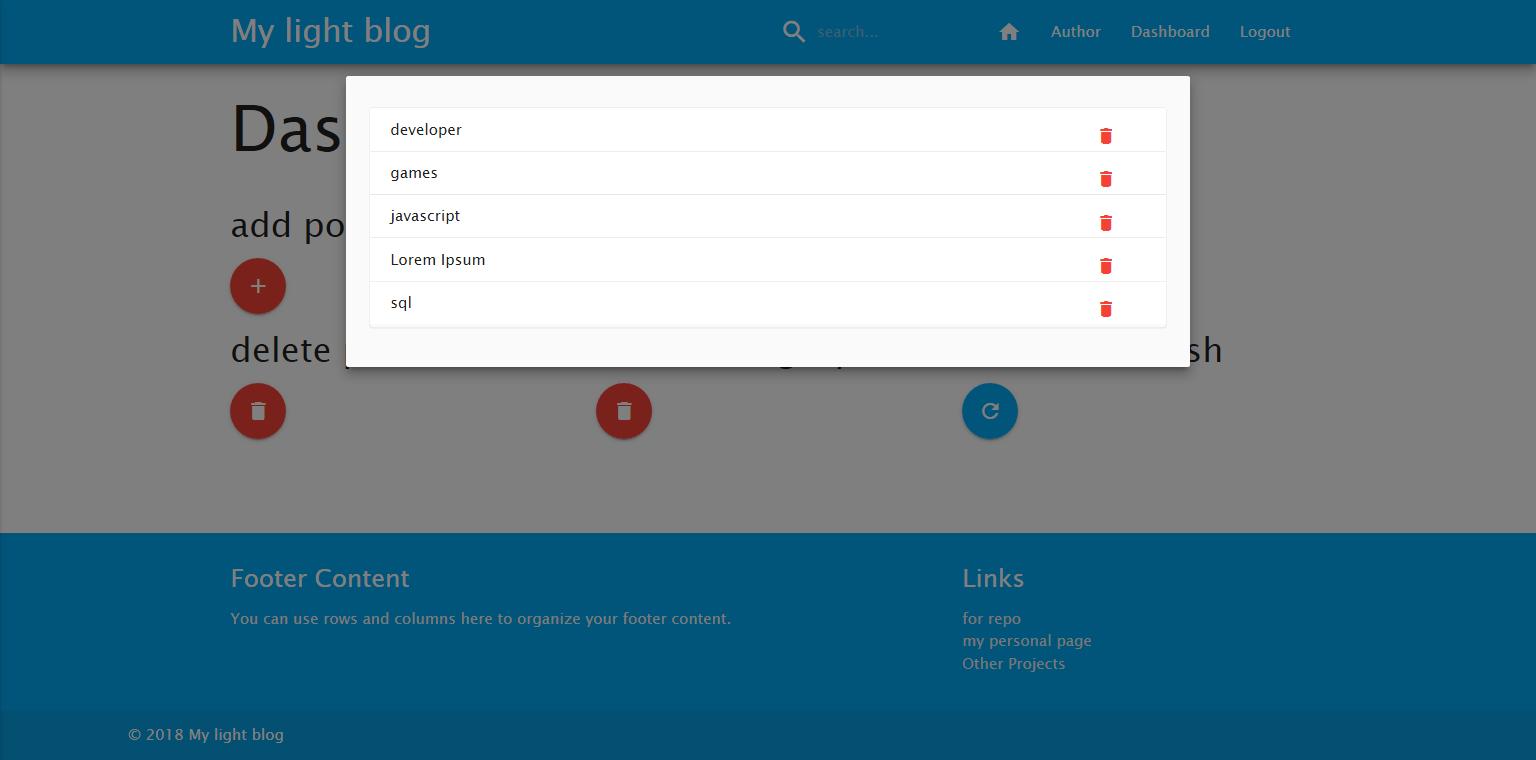 My light blog
search...
Author
Dashboard
Logout
Das
developer
games
javascript
Lorem Ipsum
sql
add po
delete
sh
Footer Content
You can use rows and columns here to organize your footer content.
Links
for repo
my personal page
Other Projects
© 2018 My light blog